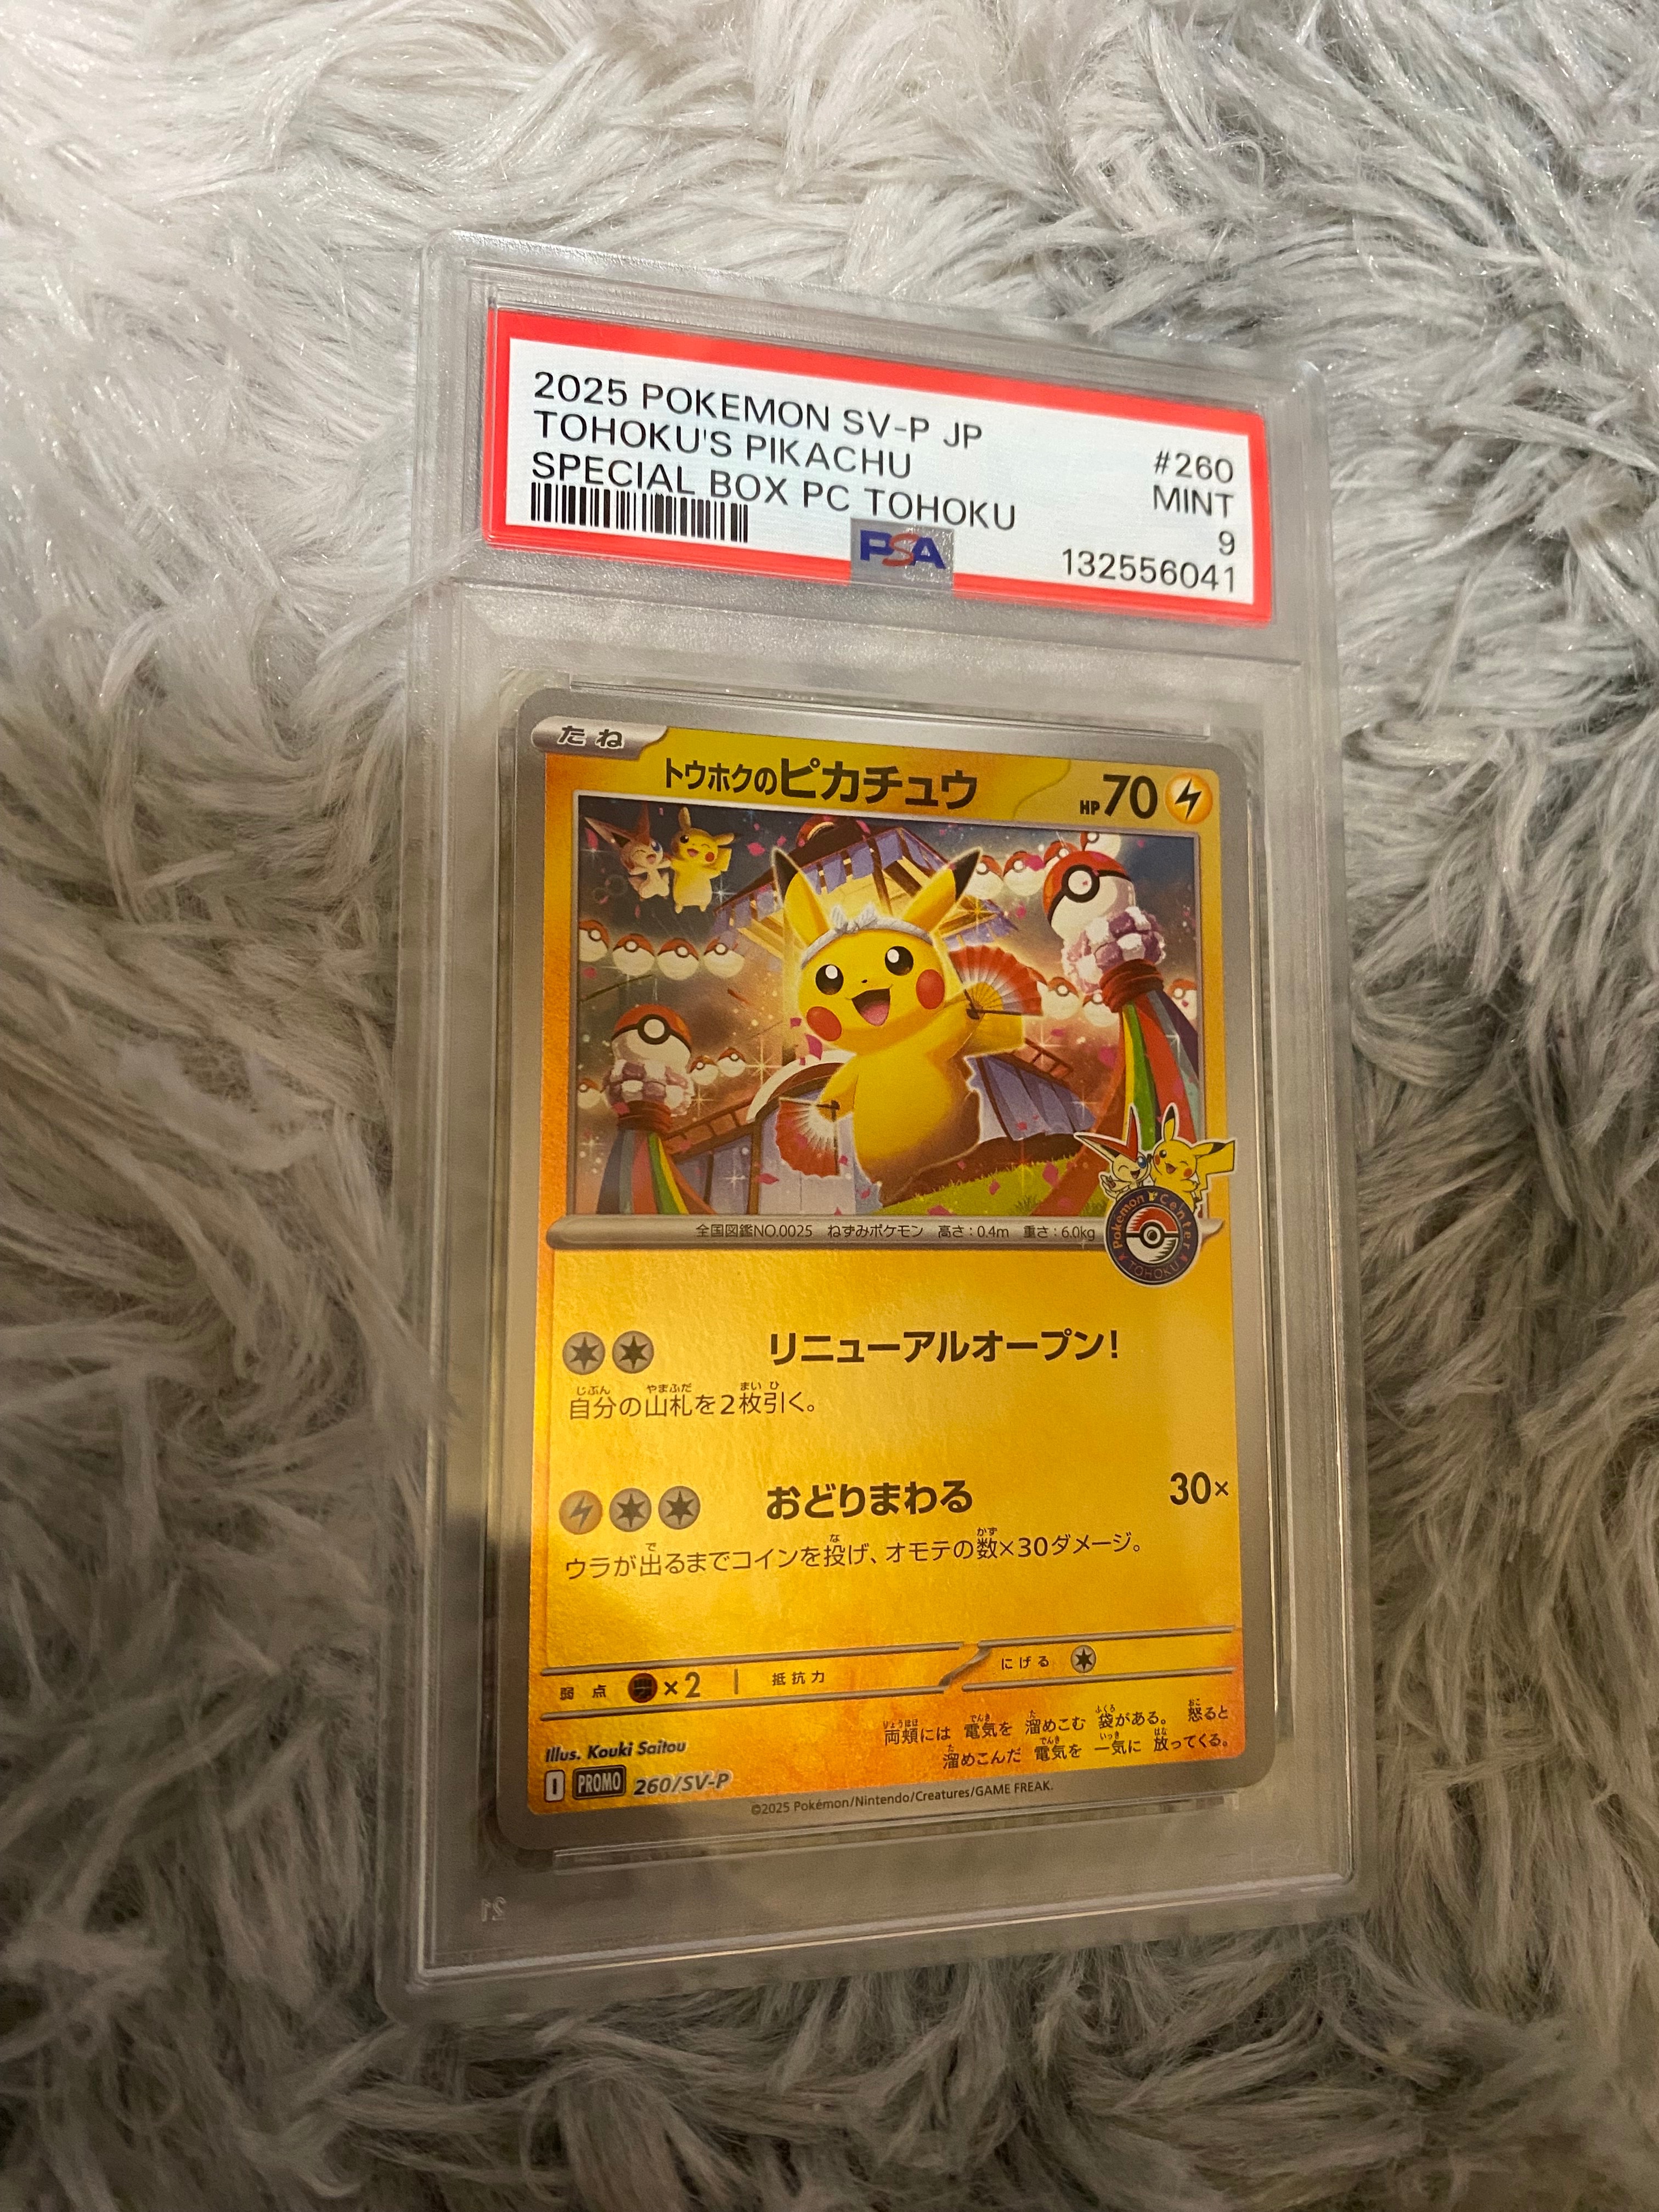 2025 POKEMON SV-P JP
#260
TOHOKU'S PIKACHU
MINT
SPECIAL BOX PC TOHOKU
9
PSA
132556041
たね
トウホクのピカチュウ
HP70
全国図鑑NO.0025 ねずみポケモン 高さ:0.4m 重さ:6.0kg
Pokémon Center
TOHOKU
リニューアルオープン!
自分の山札を2枚引く。
おどりまわる 30×
ウラが出るまでコインを投げ、オモテの数×30ダメージ。
弱点 ×2 抵抗力 にげる
両頬には 電気を 溜めこむ 袋がある。 怒ると
溜めこんだ 電気を 一気に 放ってくる。
Illus. Kouki Saitou
I PROMO 260/SV-P
©2025 Pokémon/Nintendo/Creatures/GAME FREAK.
21